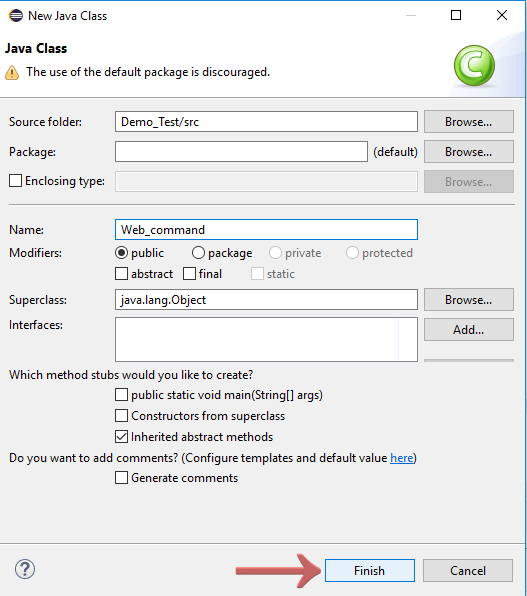 New Java Class
Java Class
The use of the default package is discouraged.
Source folder: Demo_Test/src Browse...
Package: (default) Browse...
Enclosing type: Browse...
Name: Web_command
Modifiers: public package private protected
abstract final static
Superclass: java.lang.Object Browse...
Interfaces: Add...
Which method stubs would you like to create?
public static void main(String[] args)
Constructors from superclass
Inherited abstract methods
Do you want to add comments? (Configure templates and default value here)
Generate comments
? Finish Cancel